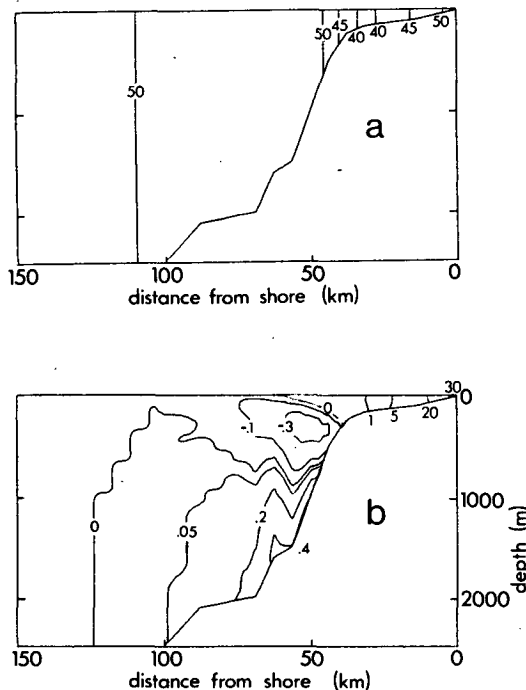 50 45 40 40 45 50
50
a
150 100 50 0
distance from shore (km)
0 30 0
-.1 -.3 1 5 20
1000
0 .05 .2 b
.4
2000
depth (m)
150 100 50 0
distance from shore (km)